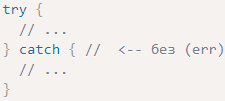 try {
  // ...
} catch { //  <-- без (err)
  // ...
}